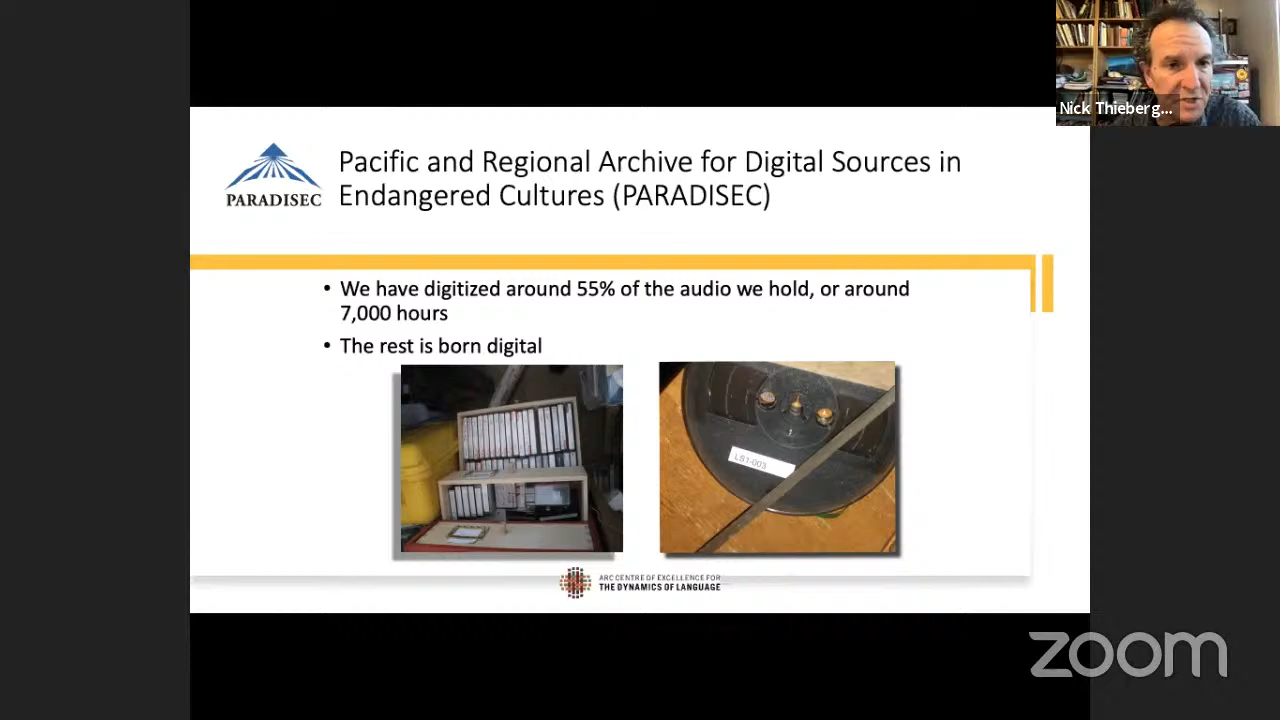 Nick Thieberg...
Pacific and Regional Archive for Digital Sources in
Endangered Cultures (PARADISEC)
PARADISEC
• We have digitized around 55% of the audio we hold, or around
7,000 hours
• The rest is born digital
LS1-003
ARC CENTRE OF EXCELLENCE FOR
THE DYNAMICS OF LANGUAGE
zoom